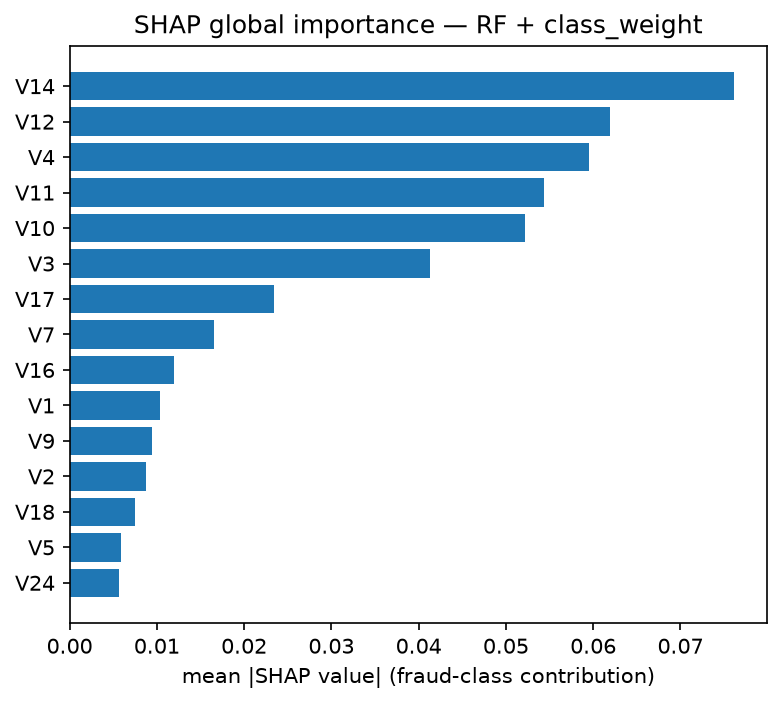 SHAP global importance — RF + class_weight
V14
V12
V4
V11
V10
V3
V17
V7
V16
V1
V9
V2
V18
V5
V24
0.00 0.01 0.02 0.03 0.04 0.05 0.06 0.07
mean |SHAP value| (fraud-class contribution)